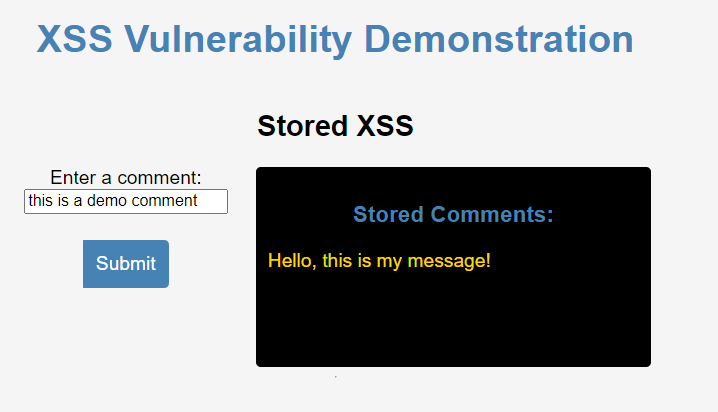 XSS Vulnerability Demonstration
Stored XSS
Enter a comment:
this is a demo comment
Submit
Stored Comments:
Hello, this is my message!